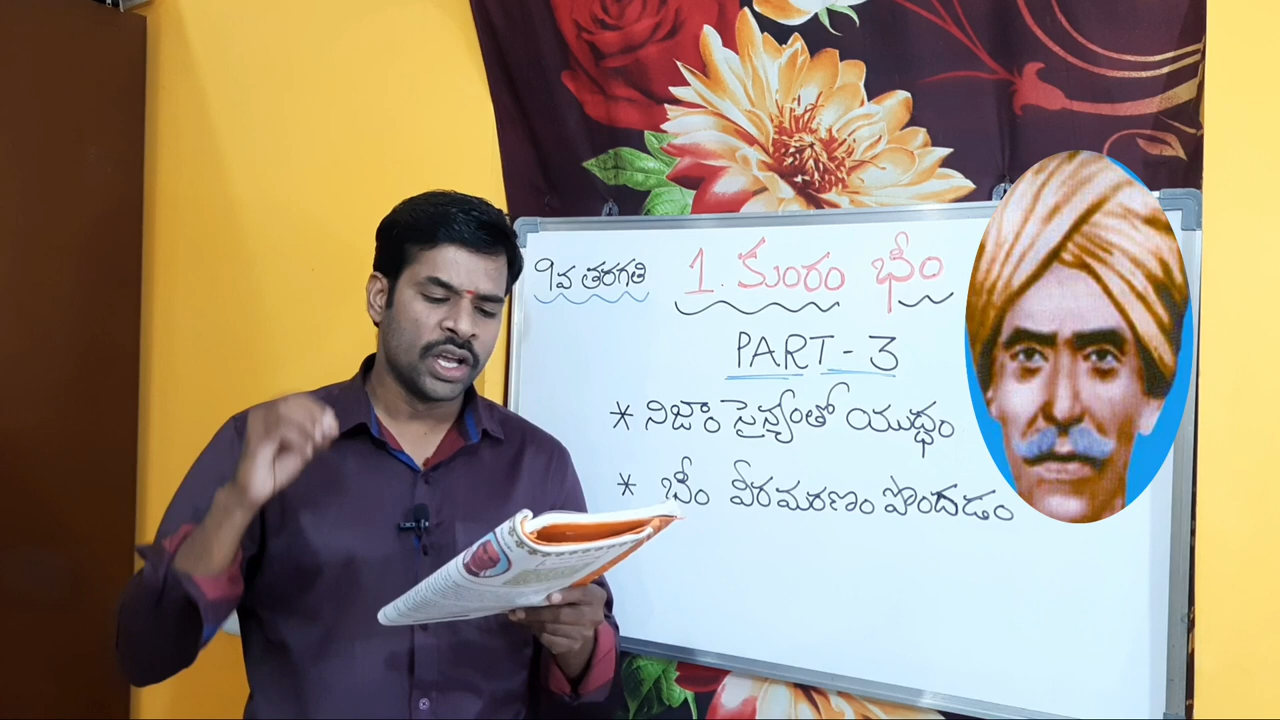 9వ తరగతి
1. కుంరం భీం
PART - 3
* నిజాం సైన్యంతో యుద్ధం
* భీం వీరమరణం పొందడం